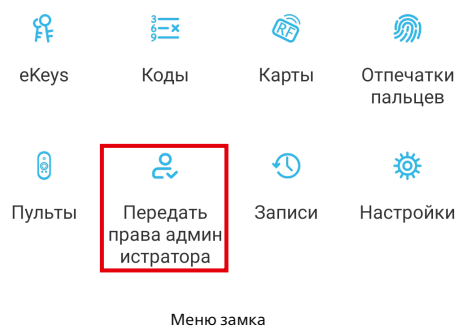 eKeys
Коды
Карты
Отпечатки
пальцев
Пульты
Передать
права админ
истратора
Записи
Настройки
Меню замка